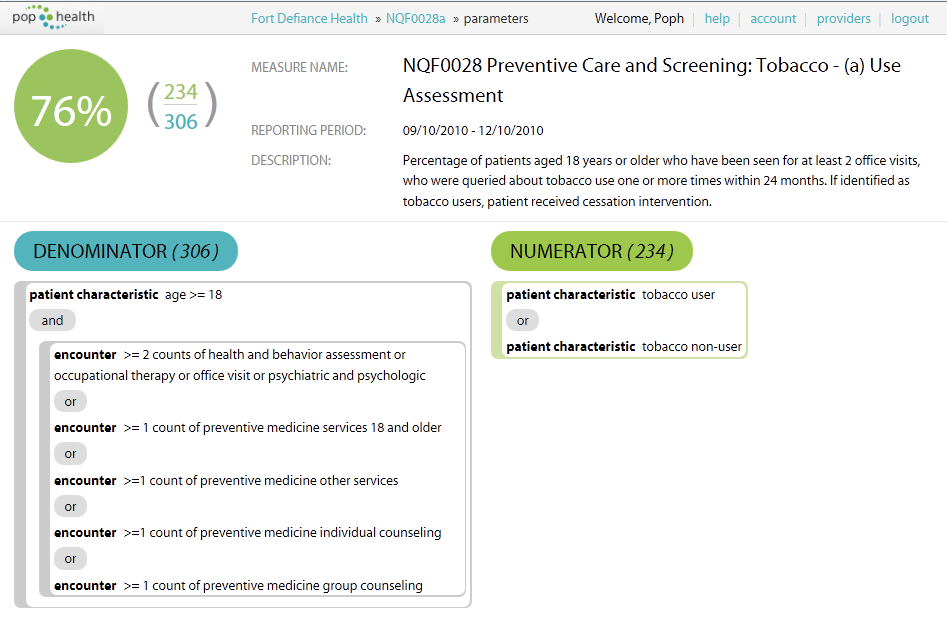 pop health
Fort Defiance Health » NQF0028a » parameters
Welcome, Poph | help | account | providers | logout
76%
(234
306)
MEASURE NAME:
NQF0028 Preventive Care and Screening: Tobacco - (a) Use
Assessment
REPORTING PERIOD:
09/10/2010 - 12/10/2010
DESCRIPTION:
Percentage of patients aged 18 years or older who have been seen for at least 2 office visits,
who were queried about tobacco use one or more times within 24 months. If identified as
tobacco users, patient received cessation intervention.
DENOMINATOR (306)
patient characteristic age >= 18
and
encounter >= 2 counts of health and behavior assessment or
occupational therapy or office visit or psychiatric and psychologic
or
encounter >= 1 count of preventive medicine services 18 and older
or
encounter >=1 count of preventive medicine other services
or
encounter >=1 count of preventive medicine individual counseling
or
encounter >= 1 count of preventive medicine group counseling
NUMERATOR (234)
patient characteristic tobacco user
or
patient characteristic tobacco non-user